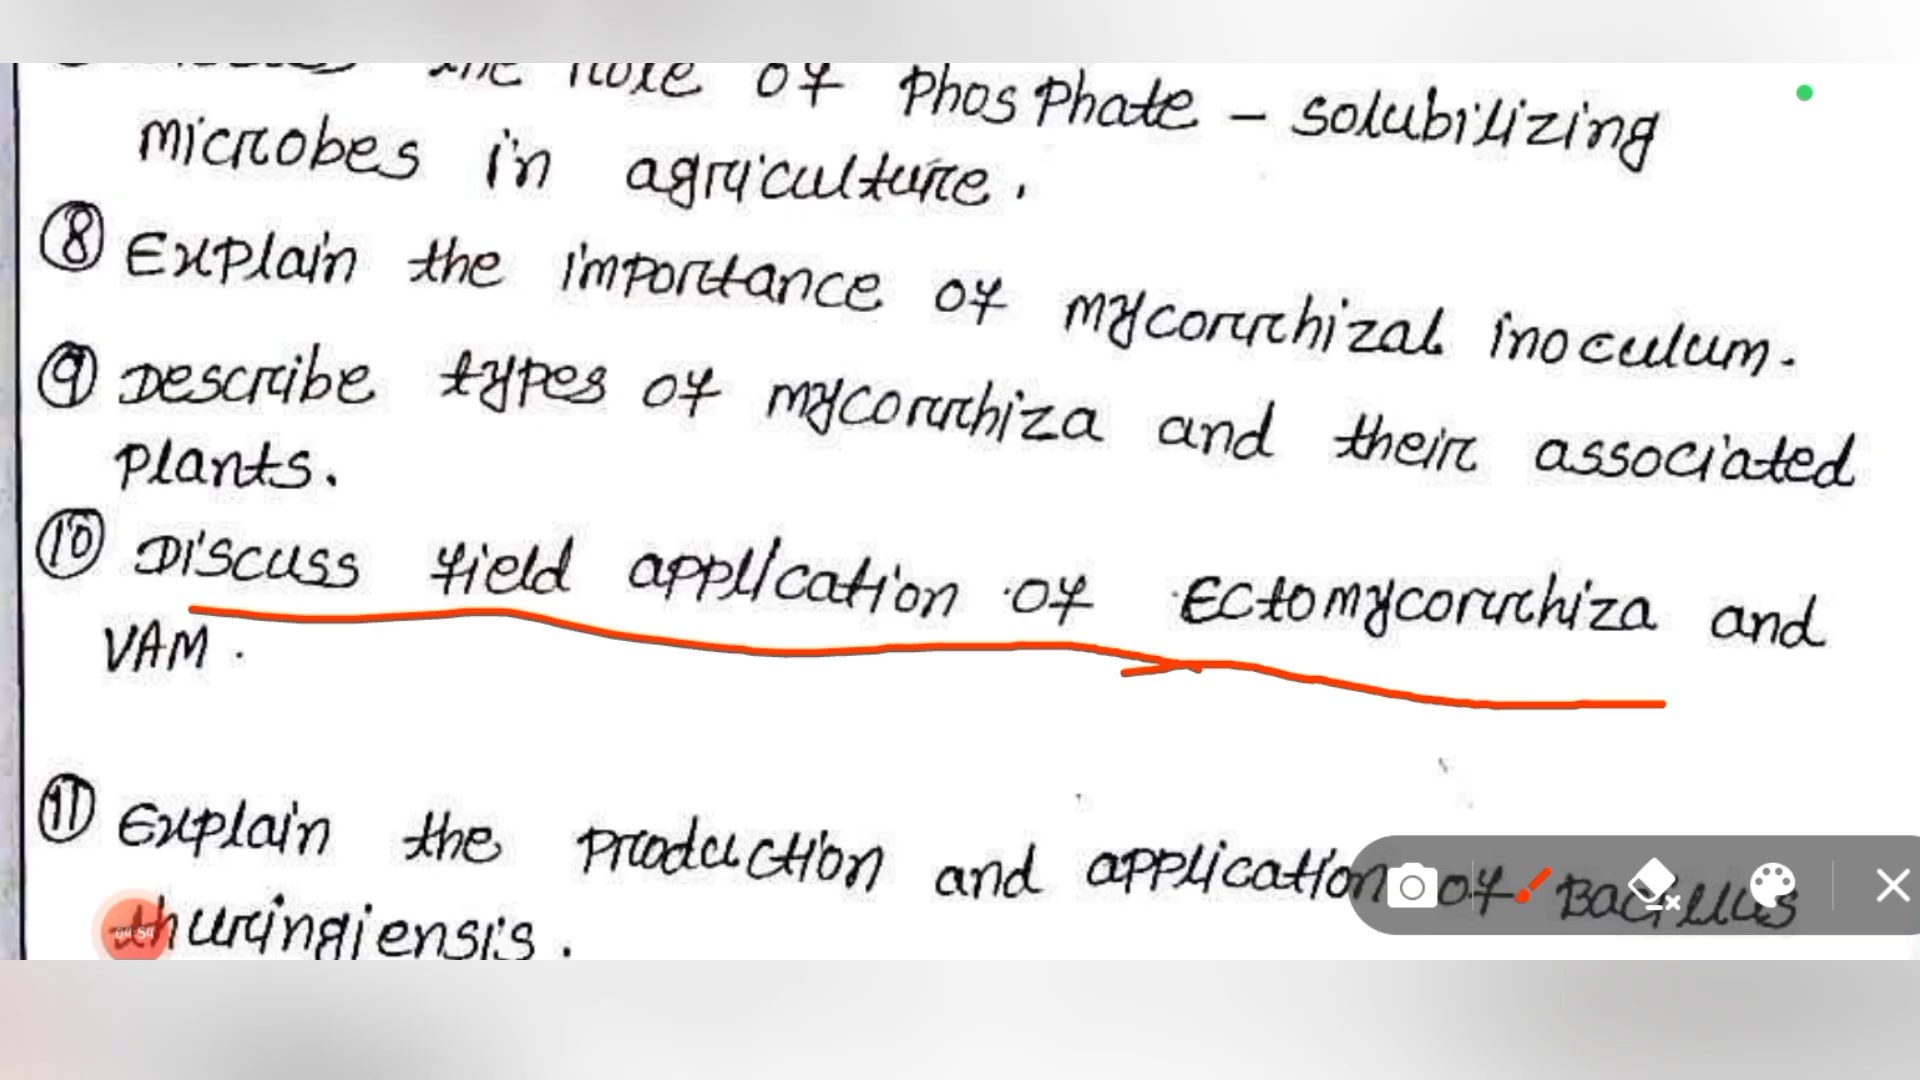 the role of Phosphate - solubilizing
microbes in agriculture.
⑧ Explain the importance of mycorrhizal inoculum.
⑨ Describe types of mycorrhiza and their associated
plants.
⑩ Discuss field application of Ectomycorrhiza and
VAM.
⑪ Explain the production and application of Bacillus
thuringiensis.
04:54